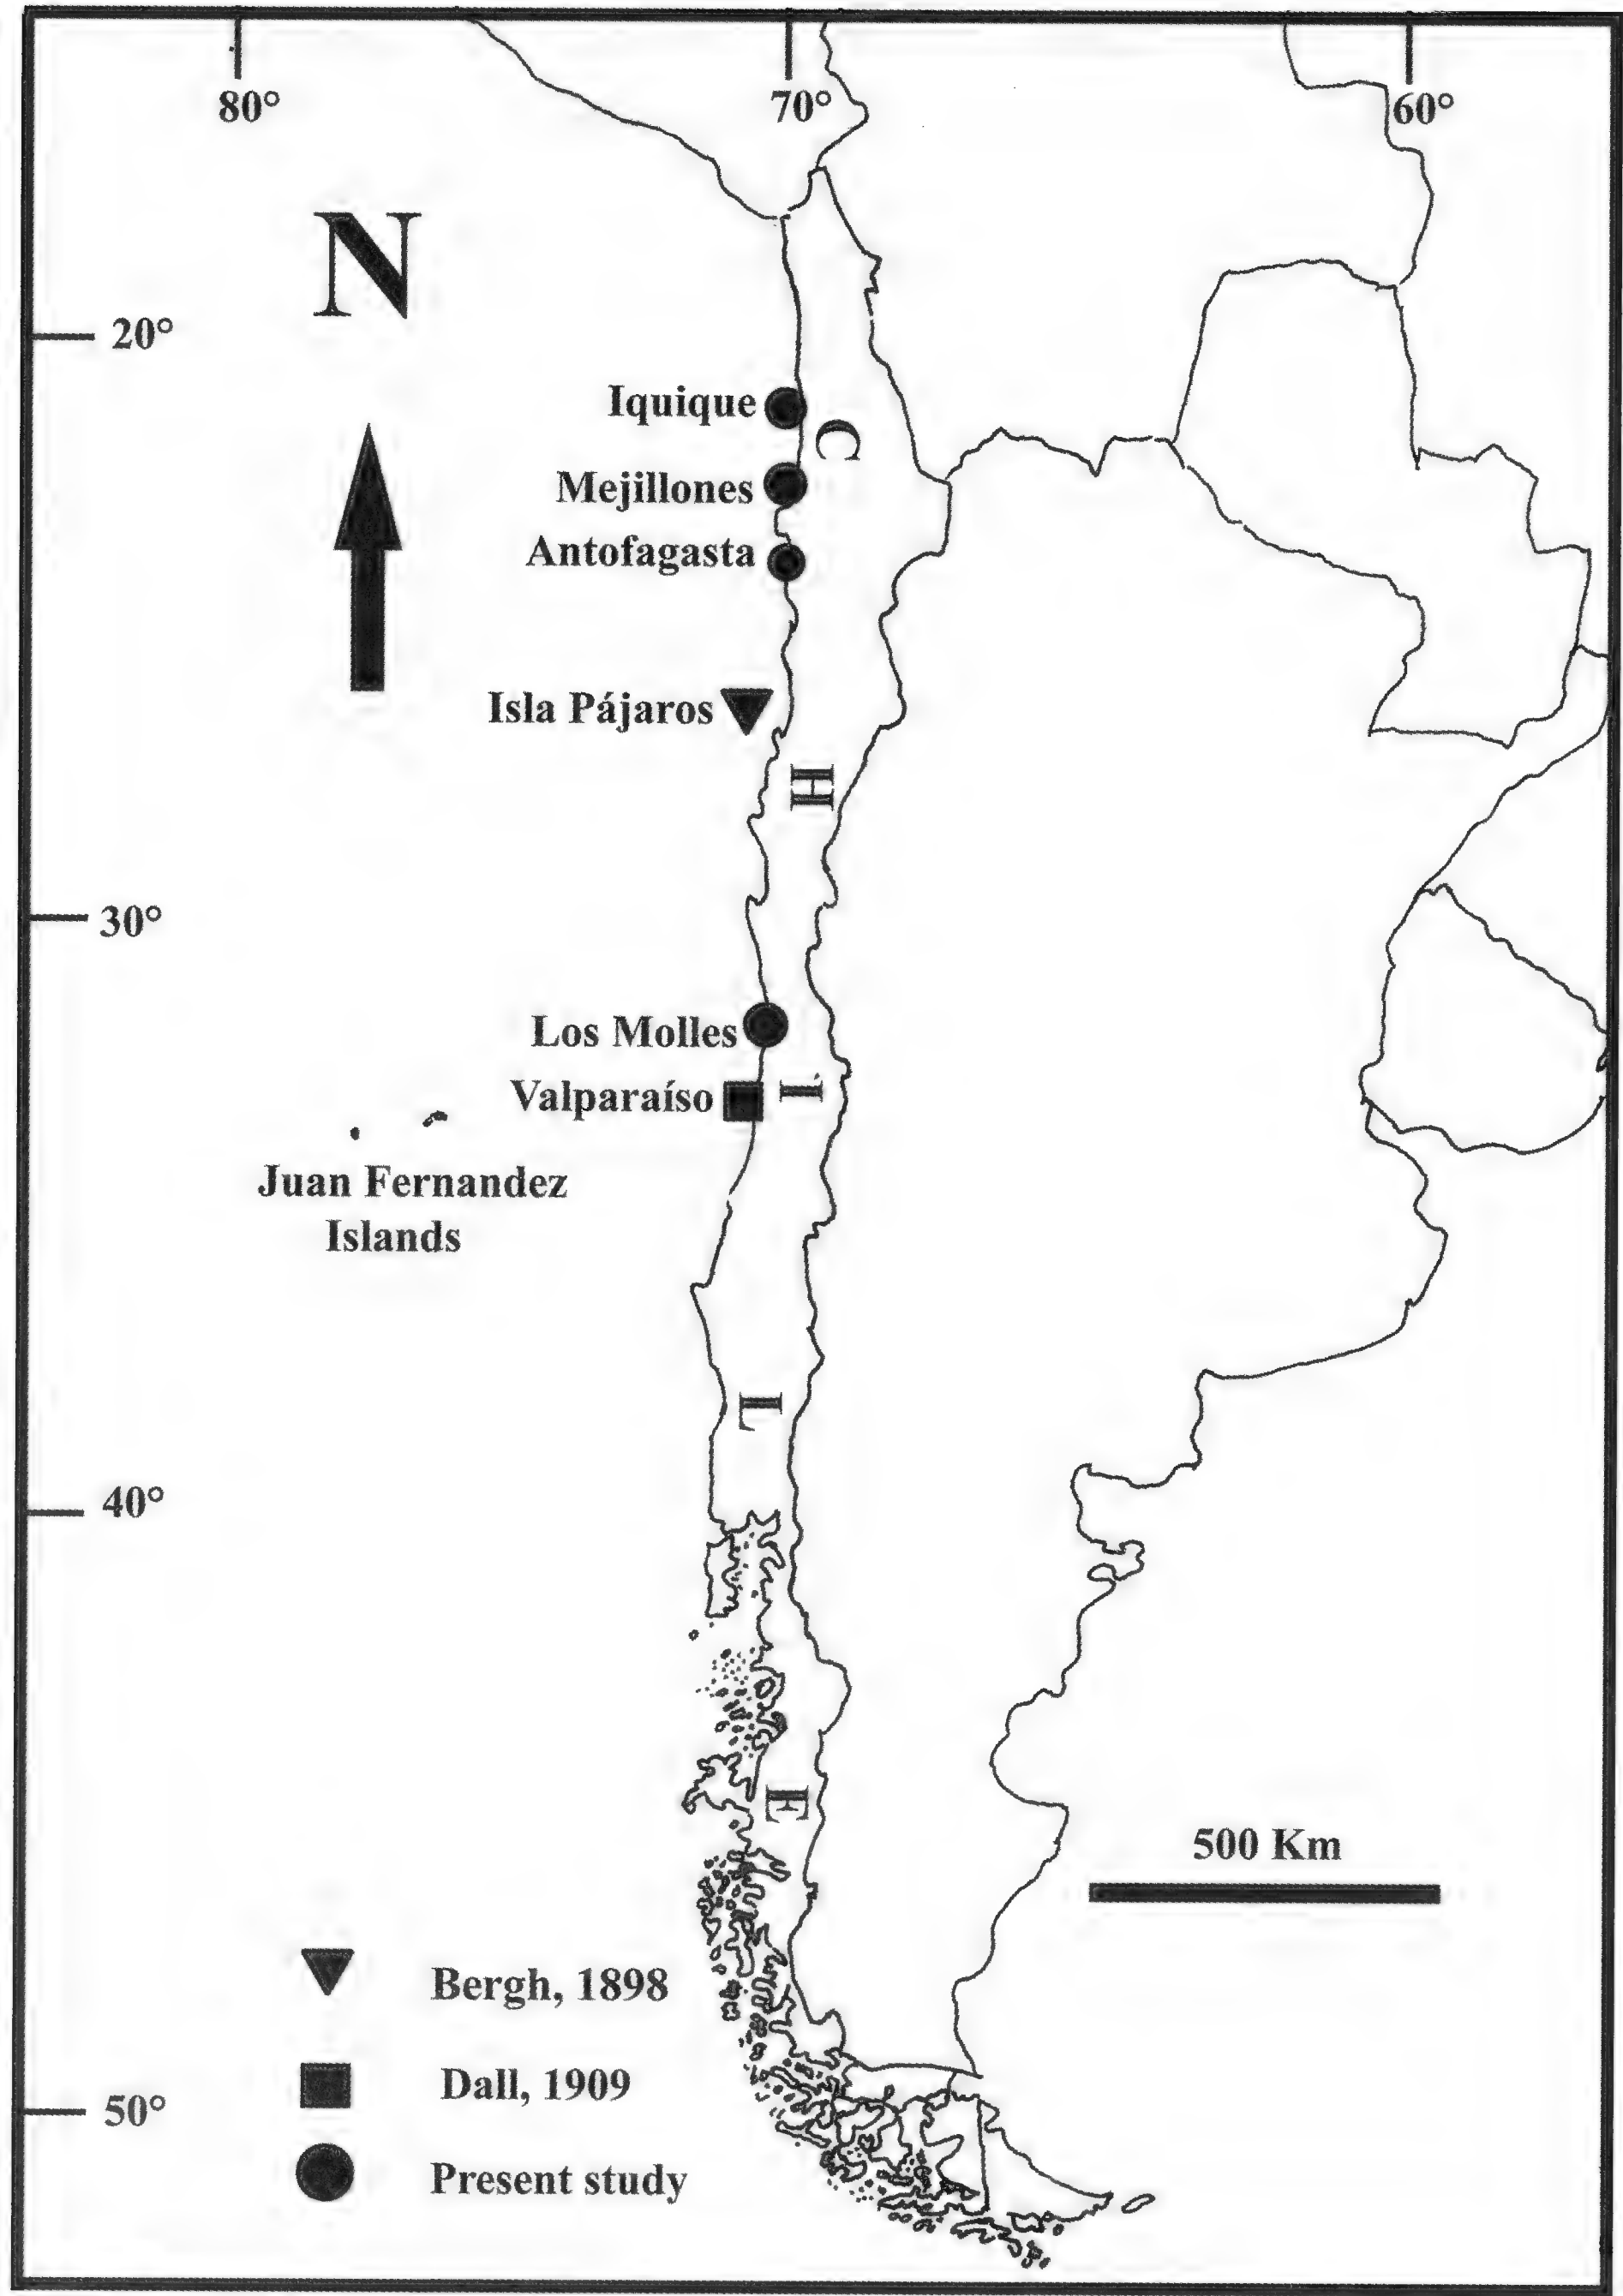 80°
70°
60°
N
20°
Iquique
Mejillones
Antofagasta
Isla Pájaros
30°
Los Molles
Valparaíso
Juan Fernandez
Islands
C
H
I
L
E
40°
500 Km
Bergh, 1898
Dall, 1909
50°
Present study